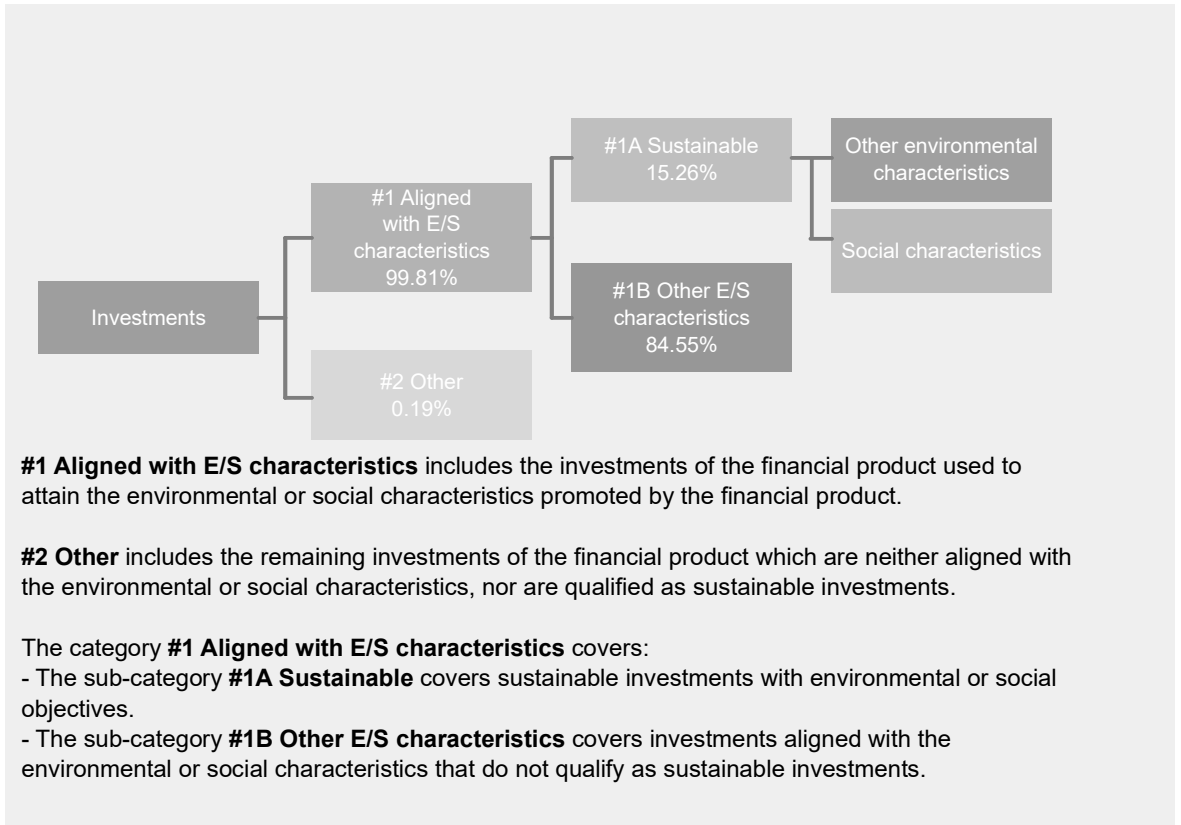 Investments
#1 Aligned
with E/S
characteristics
99.81%
#2 Other
0.19%
#1A Sustainable
15.26%
#1B Other E/S
characteristics
84.55%
Other environmental
characteristics
Social characteristics
#1 Aligned with E/S characteristics includes the investments of the financial product used to
attain the environmental or social characteristics promoted by the financial product.
#2 Other includes the remaining investments of the financial product which are neither aligned with
the environmental or social characteristics, nor are qualified as sustainable investments.
The category #1 Aligned with E/S characteristics covers:
- The sub-category #1A Sustainable covers sustainable investments with environmental or social
objectives.
- The sub-category #1B Other E/S characteristics covers investments aligned with the
environmental or social characteristics that do not qualify as sustainable investments.